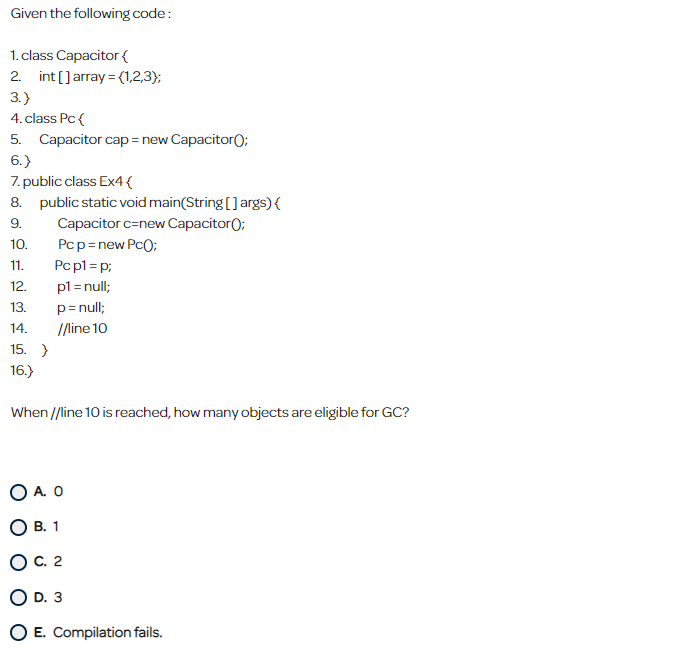 Given the following code :
1. class Capacitor {
2. int [ ] array = {1,2,3};
3. }
4. class Pc {
5. Capacitor cap = new Capacitor();
6. }
7. public class Ex4 {
8. public static void main(String [ ] args) {
9. Capacitor c=new Capacitor();
10. Pc p = new Pc();
11. Pc p1 = p;
12. p1 = null;
13. p = null;
14. //line 10
15. }
16.}
When //line 10 is reached, how many objects are eligible for GC?
A. 0
B. 1
C. 2
D. 3
E. Compilation fails.